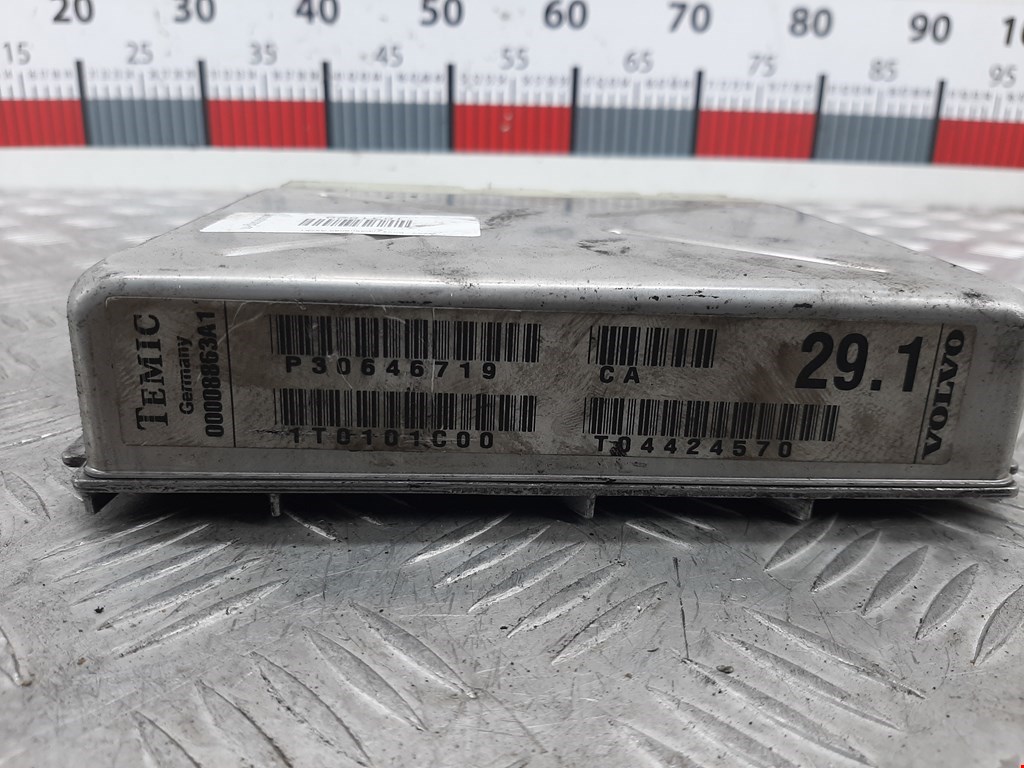 20 30 40 50 60 70 80 90
15 25 35 45 55 65 75 85 95
TEMIC
Germany
00008863A1
P30646719
CA
29.1
VOLVO
1T0101C00
T04424570